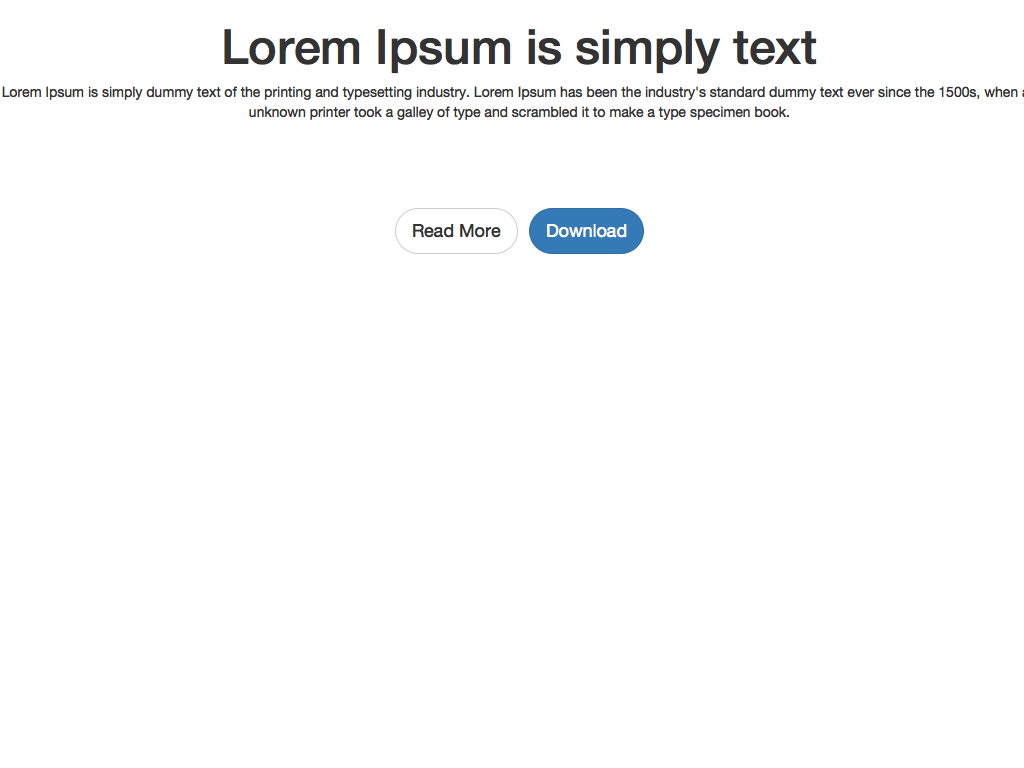 Lorem Ipsum is simply text
Lorem Ipsum is simply dummy text of the printing and typesetting industry. Lorem Ipsum has been the industry's standard dummy text ever since the 1500s, when
unknown printer took a galley of type and scrambled it to make a type specimen book.
Read More
Download